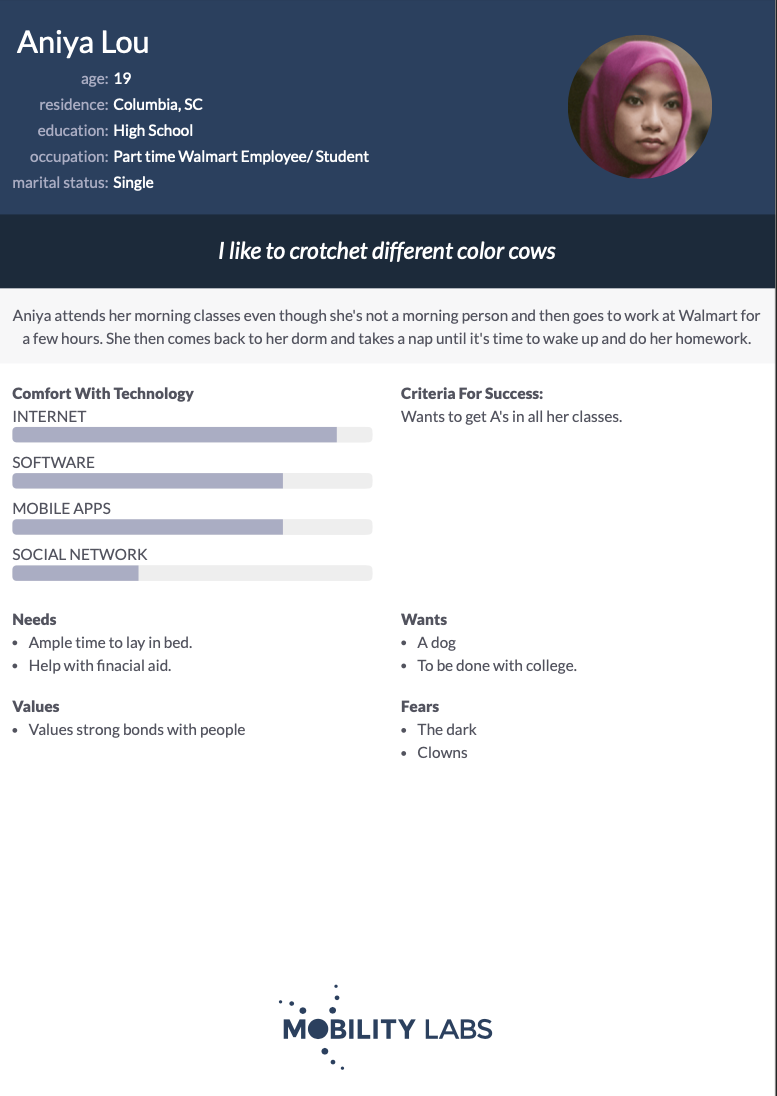 Aniya Lou
age: 19
residence: Columbia, SC
education: High School
occupation: Part time Walmart Employee/ Student
marital status: Single
I like to crotchet different color cows
Aniya attends her morning classes even though she's not a morning person and then goes to work at Walmart for
a few hours. She then comes back to her dorm and takes a nap until it's time to wake up and do her homework.
Comfort With Technology
INTERNET
SOFTWARE
MOBILE APPS
SOCIAL NETWORK
Criteria For Success:
Wants to get A's in all her classes.
Needs
• Ample time to lay in bed.
• Help with finacial aid.
Wants
• A dog
• To be done with college.
Values
• Values strong bonds with people
Fears
• The dark
• Clowns
MOBILITY LABS